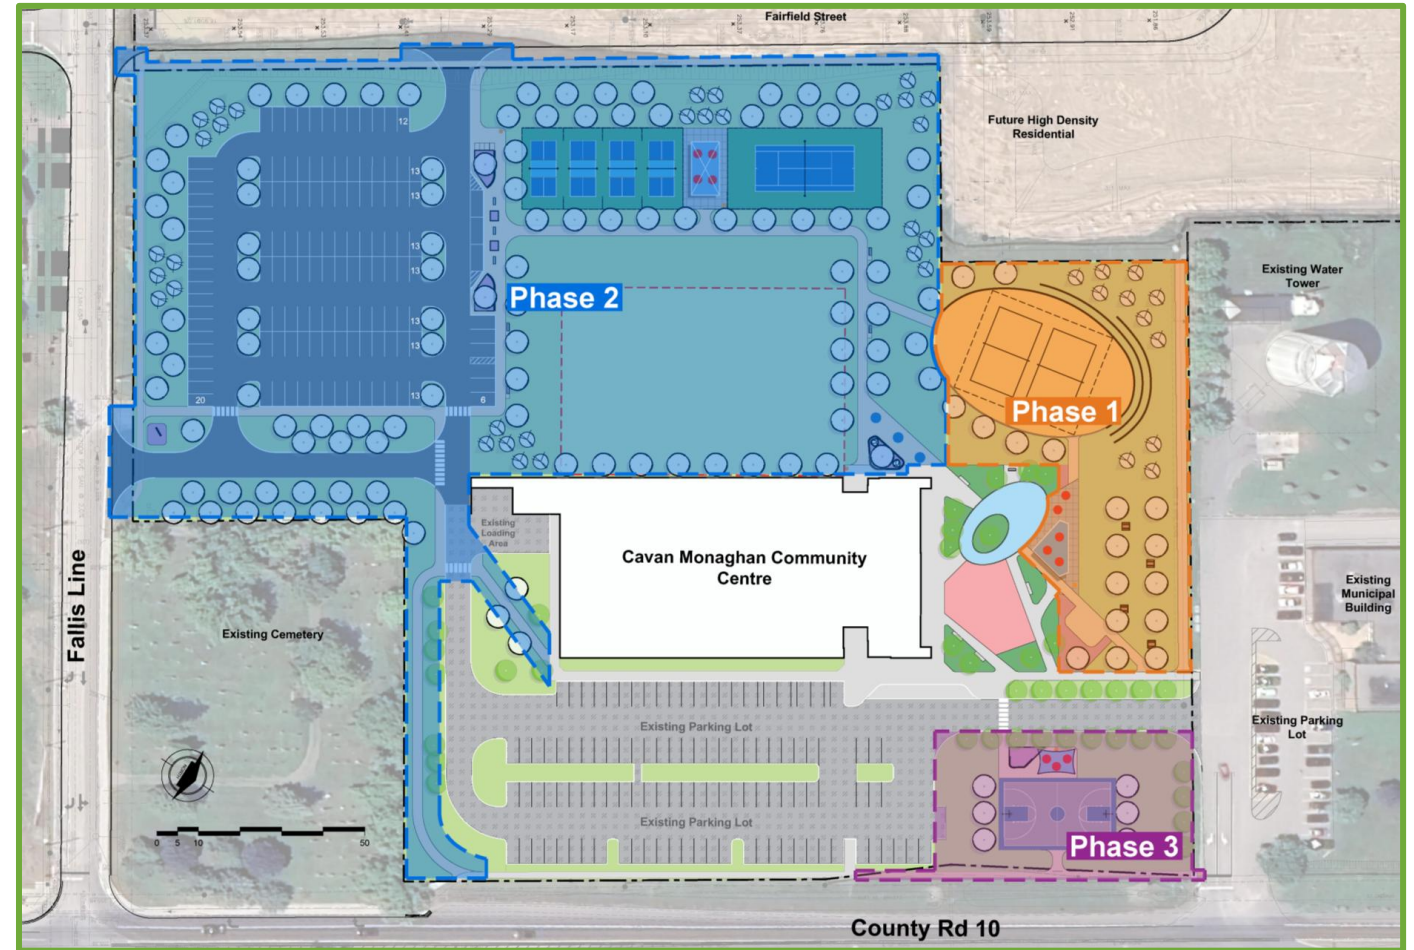 Fairfield Street
12
Future High Density
Residential
13
13
13
13
13
13
13
20
6
Existing Water
Tower
Phase 2
Phase 1
Existing
Loading
Area
Cavan Monaghan Community
Centre
Fallis Line
Existing Cemetery
Existing
Municipal
Building
Existing Parking Lot
Existing Parking
Lot
Existing Parking Lot
Phase 3
0 5 10 50
County Rd 10